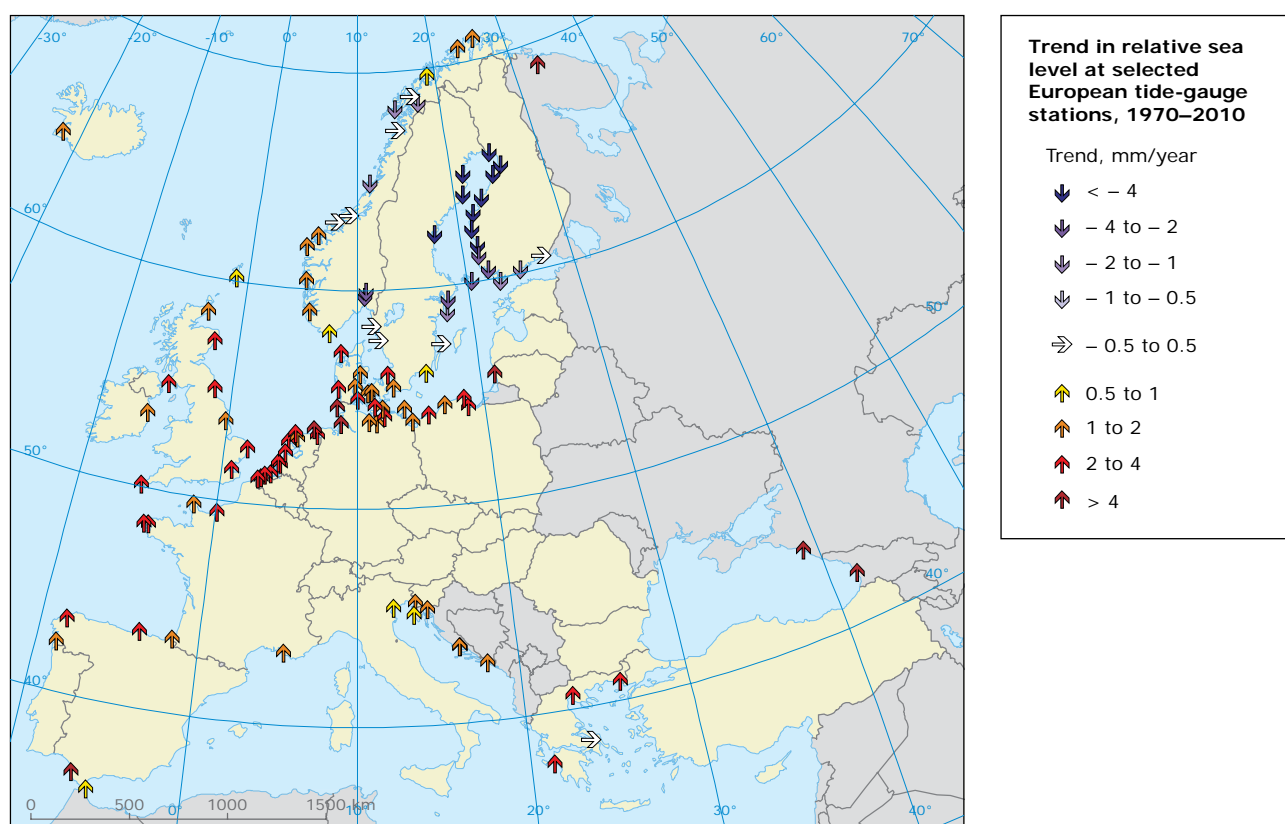 -30° -20° -10° 0° 10° 20° 30° 40° 50° 60° 70°
60°
50°
50°
40°
40°
0 500 1000 1500 km
0° 10° 20° 30° 40°
Trend in relative sea
level at selected
European tide-gauge
stations, 1970–2010
Trend, mm/year
< – 4
– 4 to – 2
– 2 to – 1
– 1 to – 0.5
– 0.5 to 0.5
0.5 to 1
1 to 2
2 to 4
> 4